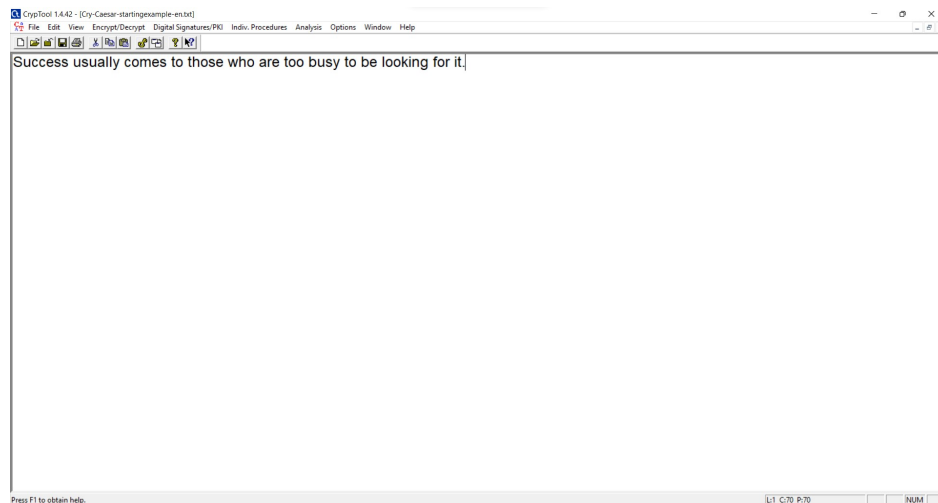 CrypTool 1.4.42 - [Cry-Caesar-startingexample-en.txt]
File Edit View Encrypt/Decrypt Digital Signatures/PKI Indiv. Procedures Analysis Options Window Help
Success usually comes to those who are too busy to be looking for it.
Press F1 to obtain help. L:1 C:70 P:70 NUM